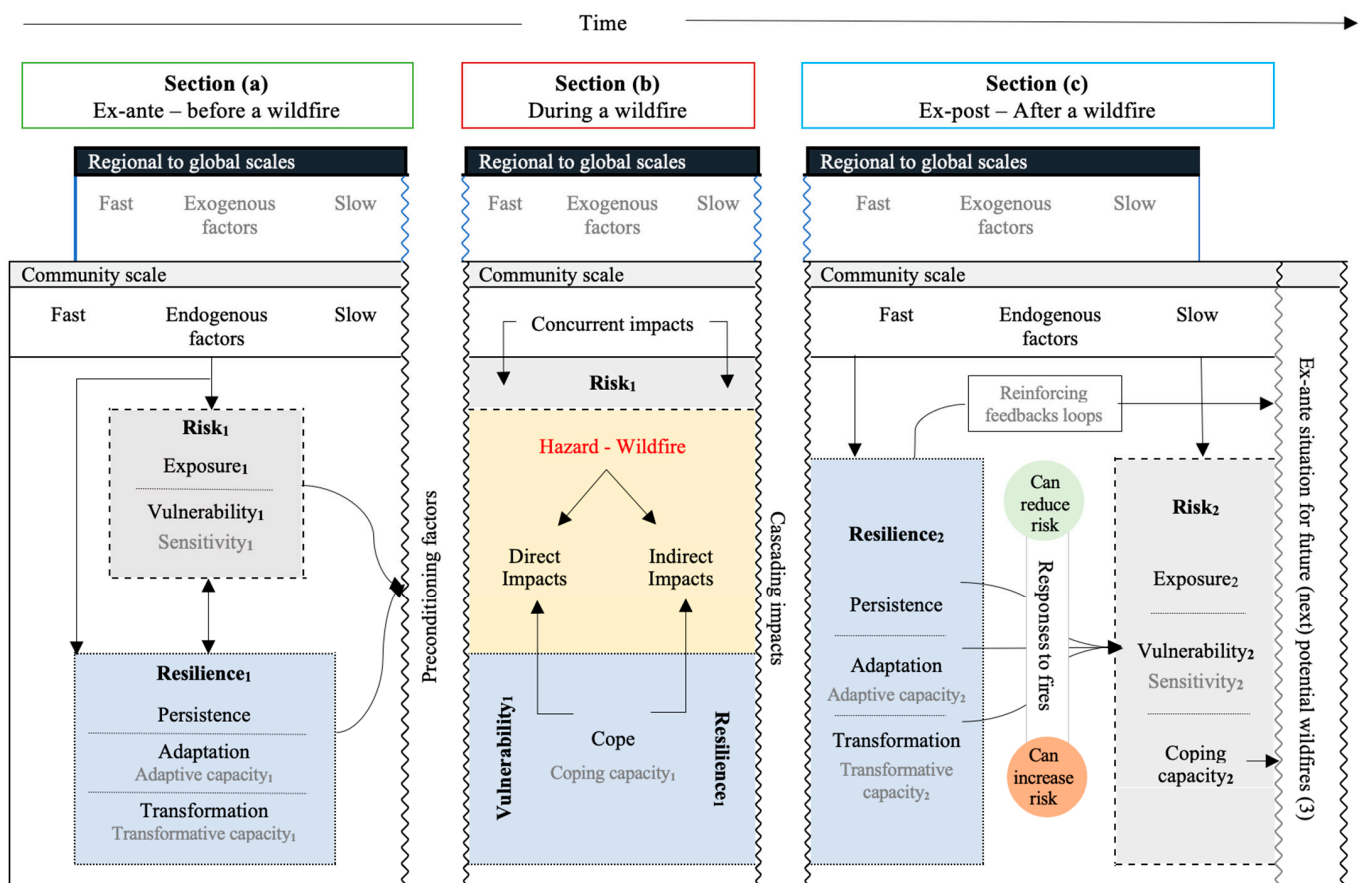 Time
Section (a)
Ex-ante – before a wildfire
Regional to global scales
Fast Exogenous Slow
factors
Community scale
Fast Endogenous Slow
factors
Risk₁
Exposure₁
Vulnerability₁
Sensitivity₁
Resilience₁
Persistence
Adaptation
Adaptive capacity₁
Transformation
Transformative capacity₁
Preconditioning factors
Section (b)
During a wildfire
Regional to global scales
Fast Exogenous Slow
factors
Community scale
Concurrent impacts
Risk₁
Hazard - Wildfire
Direct
Impacts
Indirect
Impacts
Vulnerability₁
Cope
Coping capacity₁
Resilience₁
Cascading impacts
Section (c)
Ex-post – After a wildfire
Regional to global scales
Fast Exogenous Slow
factors
Community scale
Fast Endogenous Slow
factors
Reinforcing
feedbacks loops
Resilience₂
Persistence
Adaptation
Adaptive capacity₂
Transformation
Transformative
capacity₂
Can
reduce
risk
Responses to fires
Can
increase
risk
Risk₂
Exposure₂
Vulnerability₂
Sensitivity₂
Coping
capacity₂
Ex-ante situation for future (next) potential wildfires (3)